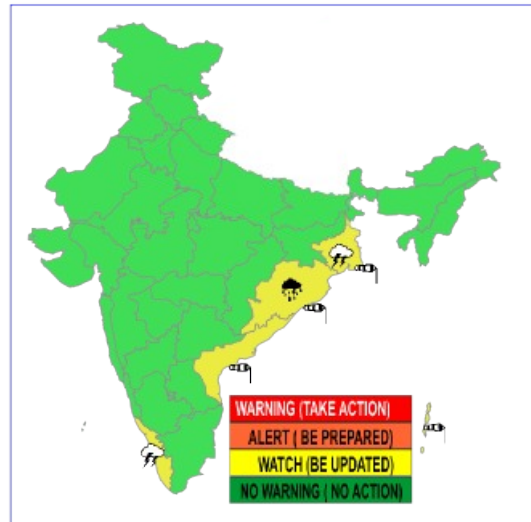 WARNING (TAKE ACTION)
ALERT ( BE PREPARED)
WATCH (BE UPDATED)
NO WARNING ( NO ACTION)